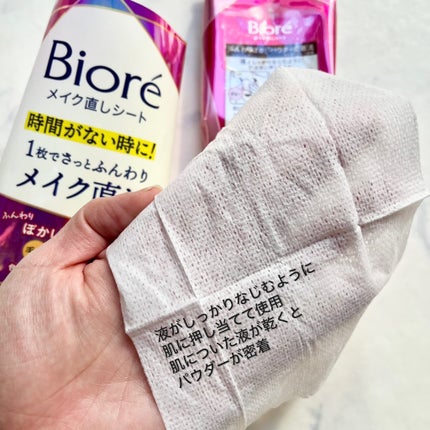 Bioré
メイク直しシート
時間がない時に!
1枚でさっとふんわり
メイク直し
ふんわり
ぼかし
Bioré
液がしっかりなじむように
肌に押し当てて使用
肌についた液が乾くと
パウダーが密着